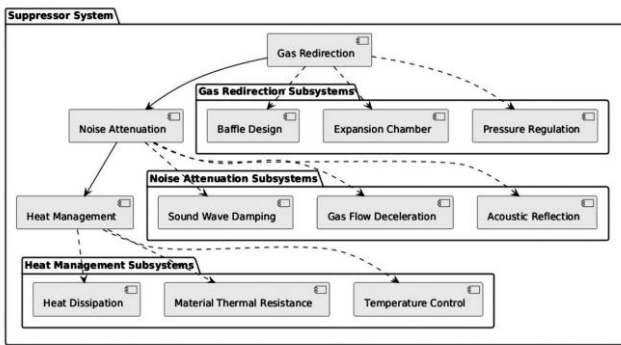 Suppressor System
Gas Redirection
Gas Redirection Subsystems
Noise Attenuation
Baffle Design
Expansion Chamber
Pressure Regulation
Noise Attenuation Subsystems
Heat Management
Sound Wave Damping
Gas Flow Deceleration
Acoustic Reflection
Heat Management Subsystems
Heat Dissipation
Material Thermal Resistance
Temperature Control